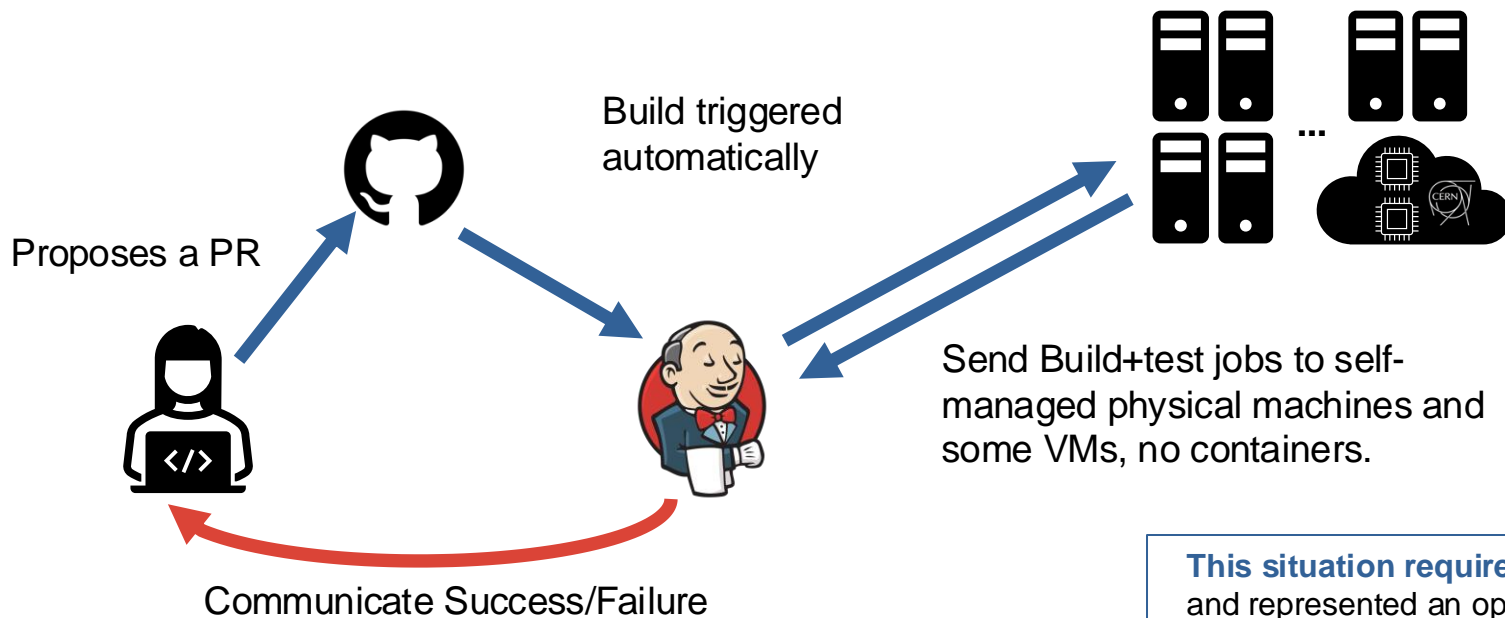 Build triggered
automatically
...
CERN
Proposes a PR
</>
Send Build+test jobs to self-
managed physical machines and
some VMs, no containers.
Communicate Success/Failure
This situation require
and represented an op